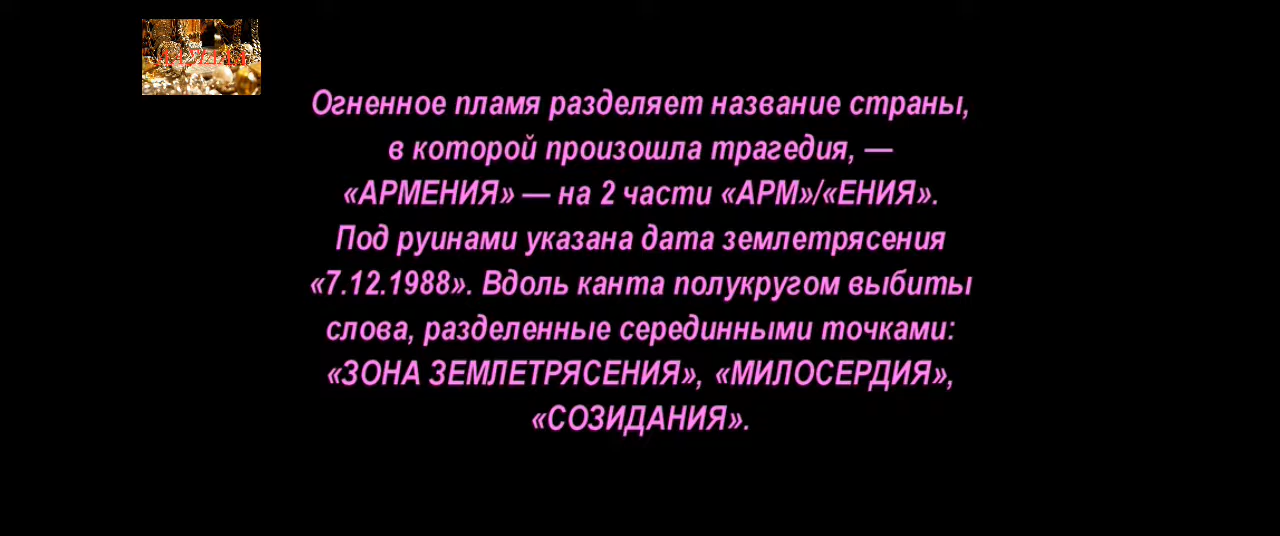 Огненное пламя разделяет название страны,
в которой произошла трагедия, —
«АРМЕНИЯ» — на 2 части «АРМ»/«ЕНИЯ».
Под руинами указана дата землетрясения
«7.12.1988». Вдоль канта полукругом выбиты
слова, разделенные серединными точками:
«ЗОНА ЗЕМЛЕТРЯСЕНИЯ», «МИЛОСЕРДИЯ»,
«СОЗИДАНИЯ».